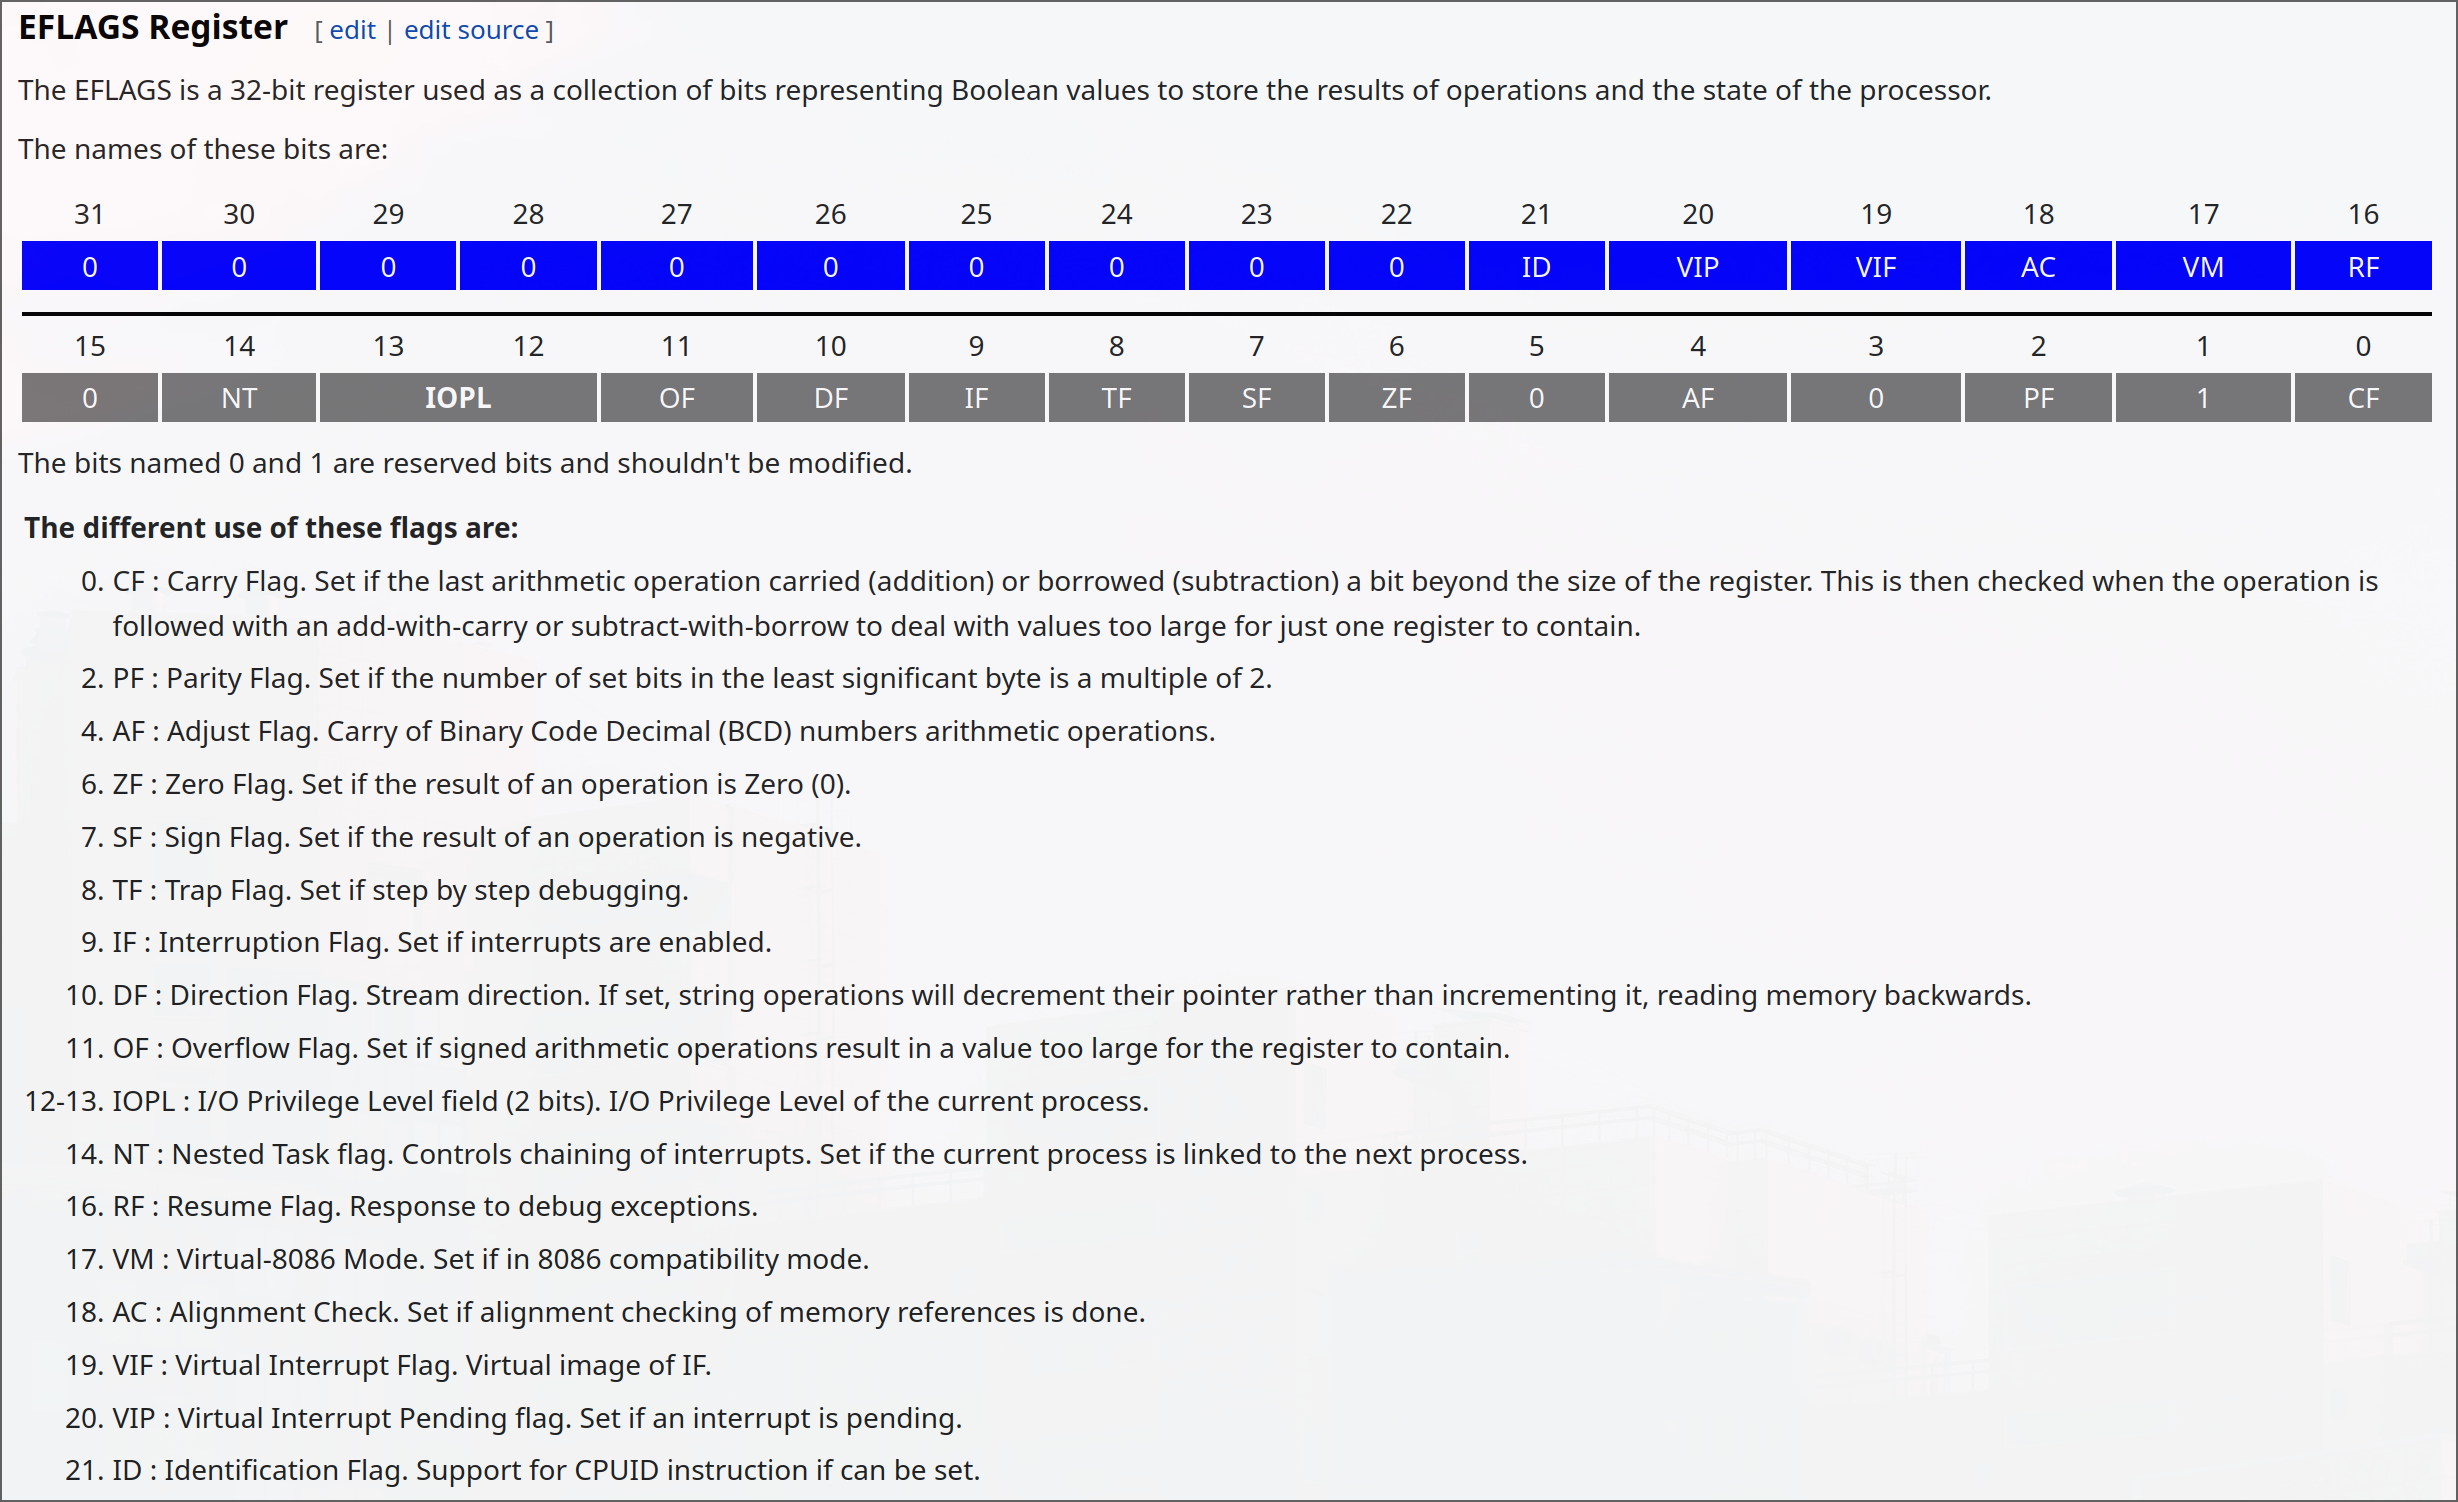 EFLAGS Register [ edit | edit source ]
The EFLAGS is a 32-bit register used as a collection of bits representing Boolean values to store the results of operations and the state of the processor.
The names of these bits are:
31 30 29 28 27 26 25 24 23 22 21 20 19 18 17 16
0 0 0 0 0 0 0 0 0 0 ID VIP VIF AC VM RF
15 14 13 12 11 10 9 8 7 6 5 4 3 2 1 0
0 NT IOPL OF DF IF TF SF ZF 0 AF 0 PF 1 CF
The bits named 0 and 1 are reserved bits and shouldn't be modified.
The different use of these flags are:
0. CF : Carry Flag. Set if the last arithmetic operation carried (addition) or borrowed (subtraction) a bit beyond the size of the register. This is then checked when the operation is
followed with an add-with-carry or subtract-with-borrow to deal with values too large for just one register to contain.
2. PF : Parity Flag. Set if the number of set bits in the least significant byte is a multiple of 2.
4. AF : Adjust Flag. Carry of Binary Code Decimal (BCD) numbers arithmetic operations.
6. ZF : Zero Flag. Set if the result of an operation is Zero (0).
7. SF : Sign Flag. Set if the result of an operation is negative.
8. TF : Trap Flag. Set if step by step debugging.
9. IF : Interruption Flag. Set if interrupts are enabled.
10. DF : Direction Flag. Stream direction. If set, string operations will decrement their pointer rather than incrementing it, reading memory backwards.
11. OF : Overflow Flag. Set if signed arithmetic operations result in a value too large for the register to contain.
12-13. IOPL : I/O Privilege Level field (2 bits). I/O Privilege Level of the current process.
14. NT : Nested Task flag. Controls chaining of interrupts. Set if the current process is linked to the next process.
16. RF : Resume Flag. Response to debug exceptions.
17. VM : Virtual-8086 Mode. Set if in 8086 compatibility mode.
18. AC : Alignment Check. Set if alignment checking of memory references is done.
19. VIF : Virtual Interrupt Flag. Virtual image of IF.
20. VIP : Virtual Interrupt Pending flag. Set if an interrupt is pending.
21. ID : Identification Flag. Support for CPUID instruction if can be set.